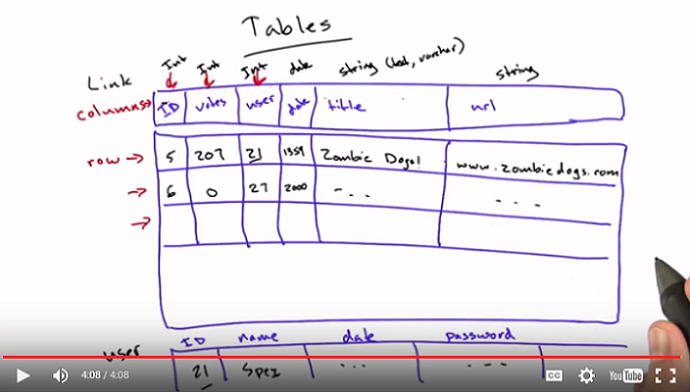 Tables
Int Int Int date string (text, varchar) string
Link
columns → ID votes user date title url
row → 5 207 21 1359 Zombie Dogs! www.zombiedogs.com
→ 6 0 27 2000 - - - - - -
→
user ID name date password
21 spez ... - - -
4:08 / 4:08 CC YouTube